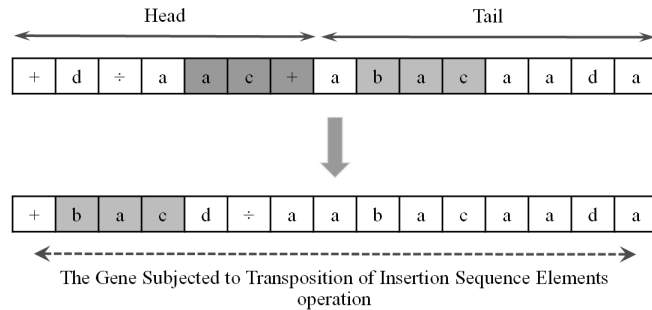 Head Tail
+ d ÷ a a c + a b a c a a d a
+ b a c d ÷ a a b a c a a d a
The Gene Subjected to Transposition of Insertion Sequence Elements
operation